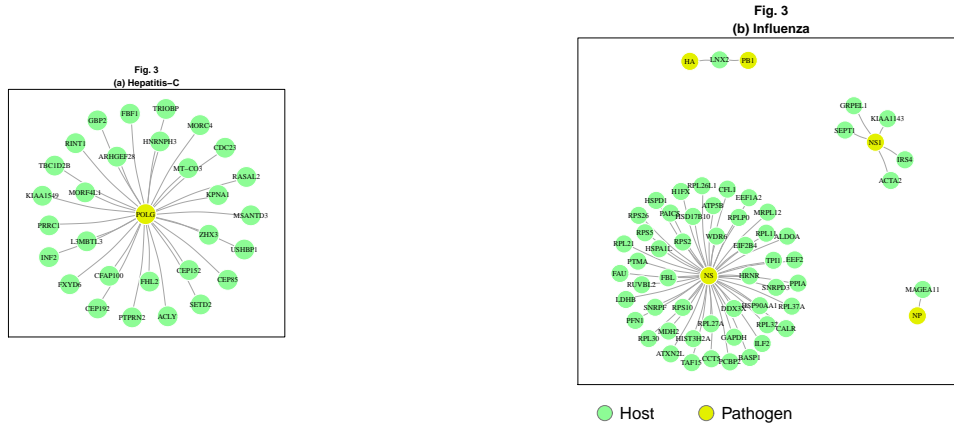 Fig. 3
(a) Hepatitis−C
TRIOBP
FBF1
GBP2
MORC4
HNRNPH3
RINT1
CDC23
ARHGEF28
TBC1D2B
MT−CO3
RASAL2
KIAA1549
MORF4L1
KPNA1
POLG
MSANTD3
PRRC1
ZHX3
L3MBTL3
USHBP1
INF2
CEP152
CFAP100
FXYD6
FHL2
CEP85
CEP192
SETD2
PTPRN2
ACLY
Fig. 3
(b) Influenza
HA
LNX2
PB1
GRPEL1
KIAA1143
SEPT1
NS1
IRS4
ACTA2
RPL26L1
H1FX
CFL1
HSPD1
EEF1A2
ATP5B
PAICS
RPS26
HSD17B10
RPLP0
MRPL12
RPS5
WDR6
RPL11
ALDOA
RPL21
RPS2
HSPA1L
EIF2B4
PTMA
TPI1
EEF2
FAU
FBL
NS
HRNR
RUVBL2
SNRPD3
PPIA
LDHB
MAGEA11
SNRPF
RPS10
DDX3X
HSP90AA1
RPL37A
NP
PFN1
RPL27A
RPL32
CALR
MDH2
RPL30
HIST3H2A
GAPDH
ILF2
ATXN2L
CCT5
BASP1
TAF15
PCBP2
Host
Pathogen